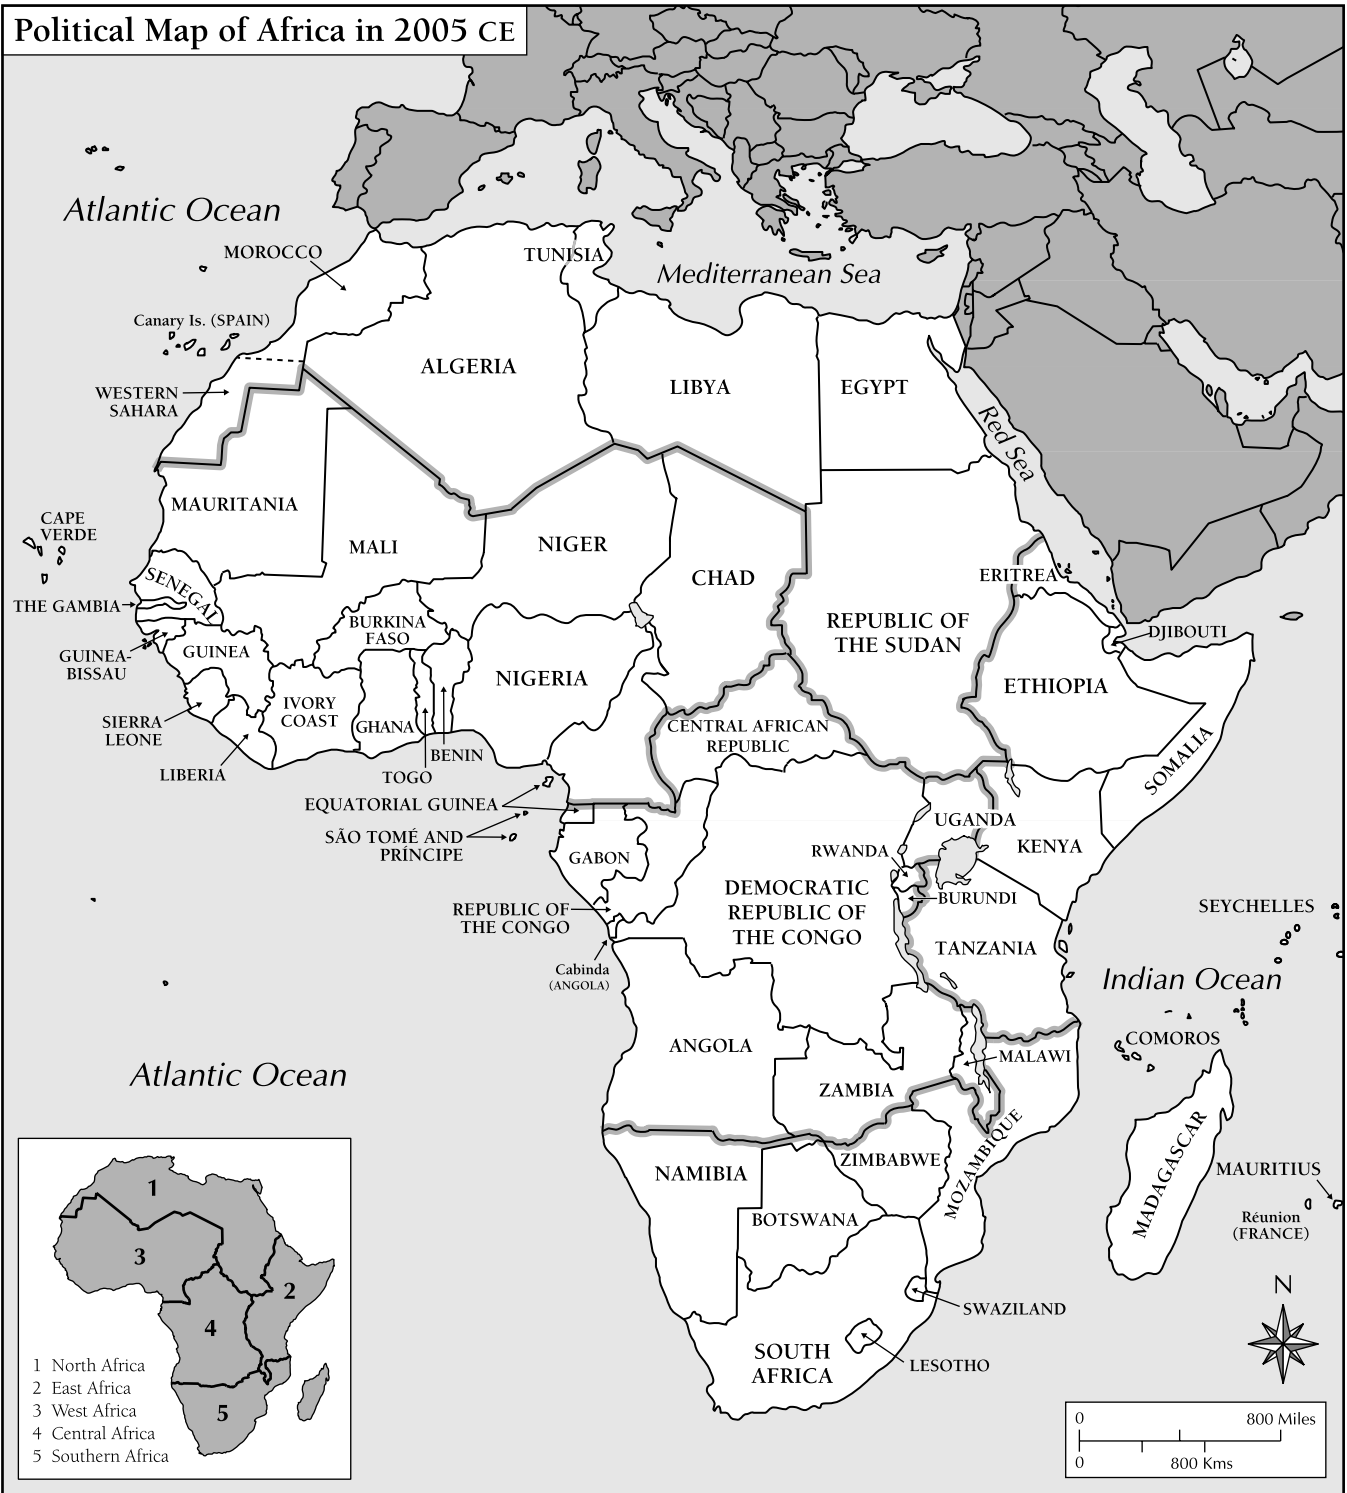 Political Map of Africa in 2005 CE
Atlantic Ocean
MOROCCO
TUNISIA
Mediterranean Sea
Canary Is. (SPAIN)
ALGERIA
LIBYA
EGYPT
WESTERN
SAHARA
Red Sea
MAURITANIA
CAPE
VERDE
MALI
NIGER
CHAD
ERITREA
SENEGAL
THE GAMBIA
BURKINA
FASO
REPUBLIC OF
THE SUDAN
DJIBOUTI
GUINEA-
BISSAU
GUINEA
NIGERIA
ETHIOPIA
IVORY
COAST
GHANA
SIERRA
LEONE
CENTRAL AFRICAN
REPUBLIC
SOMALIA
LIBERIA
BENIN
TOGO
EQUATORIAL GUINEA
UGANDA
SÃO TOMÉ AND
PRÍNCIPE
KENYA
GABON
RWANDA
DEMOCRATIC
REPUBLIC OF
THE CONGO
BURUNDI
REPUBLIC OF
THE CONGO
SEYCHELLES
TANZANIA
Cabinda
(ANGOLA)
Indian Ocean
COMOROS
ANGOLA
MALAWI
Atlantic Ocean
ZAMBIA
MOZAMBIQUE
MADAGASCAR
ZIMBABWE
NAMIBIA
MAURITIUS
BOTSWANA
Réunion
(FRANCE)
SWAZILAND
SOUTH
AFRICA
LESOTHO
N
1
3
2
4
5
1 North Africa
2 East Africa
3 West Africa
4 Central Africa
5 Southern Africa
0 800 Miles
0 800 Kms